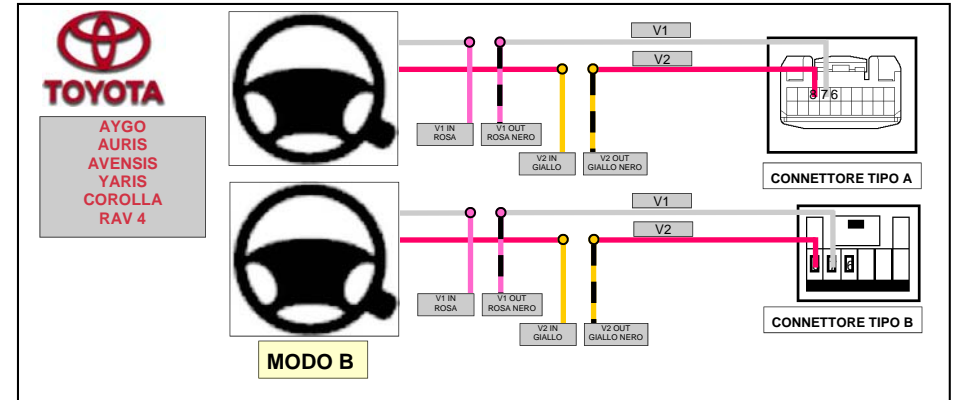 TOYOTA
AYGO
AURIS
AVENSIS
YARIS
COROLLA
RAV 4
V1
V2
8 7 6
V1 IN
ROSA
V1 OUT
ROSA NERO
V2 IN
GIALLO
V2 OUT
GIALLO NERO
CONNETTORE TIPO A
V1
V2
V1 IN
ROSA
V1 OUT
ROSA NERO
V2 IN
GIALLO
V2 OUT
GIALLO NERO
CONNETTORE TIPO B
MODO B